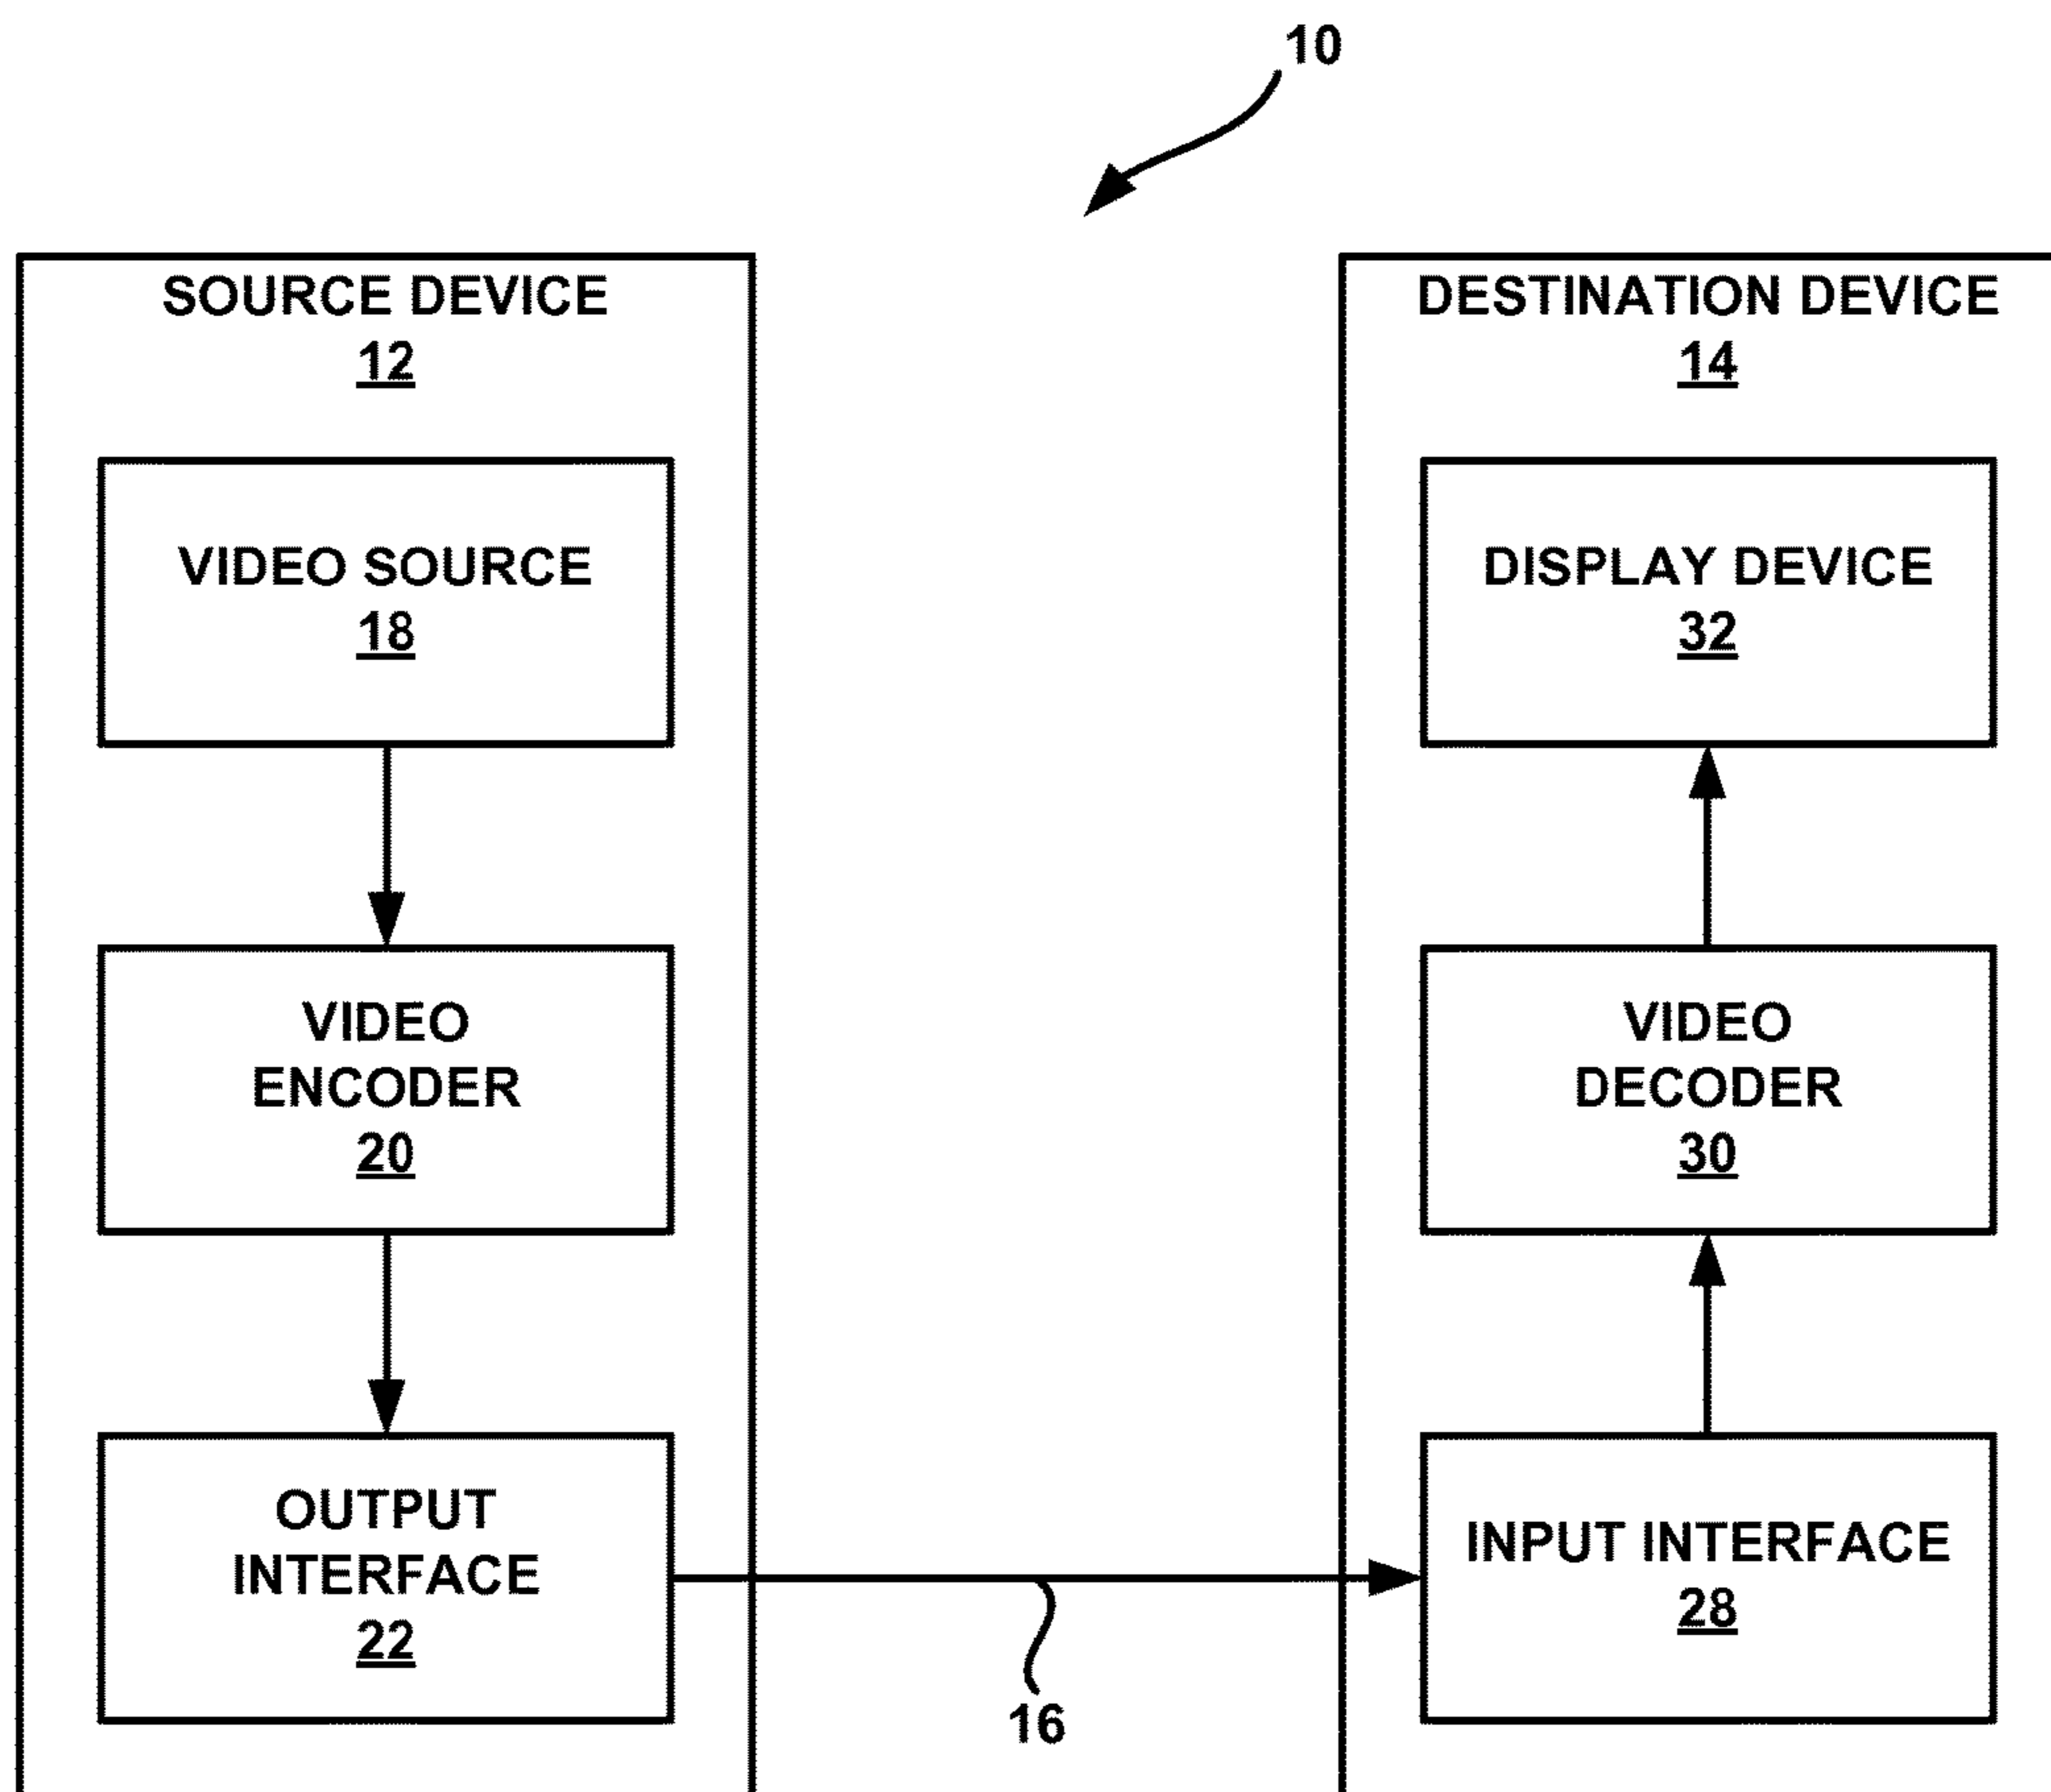 10
SOURCE DEVICE
12
VIDEO SOURCE
18
VIDEO
ENCODER
20
OUTPUT
INTERFACE
22
16
DESTINATION DEVICE
14
DISPLAY DEVICE
32
VIDEO
DECODER
30
INPUT INTERFACE
28